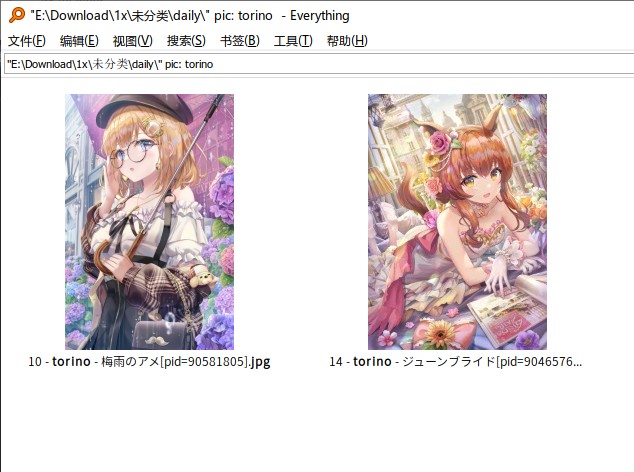 "E:\Download\1x\未分类\daily\" pic: torino - Everything
文件(F) 编辑(E) 视图(V) 搜索(S) 书签(B) 工具(T) 帮助(H)
"E:\Download\1x\未分类\daily\" pic: torino
10 - torino - 梅雨のアメ[pid=90581805].jpg
14 - torino - ジューンブライド[pid=9046576...